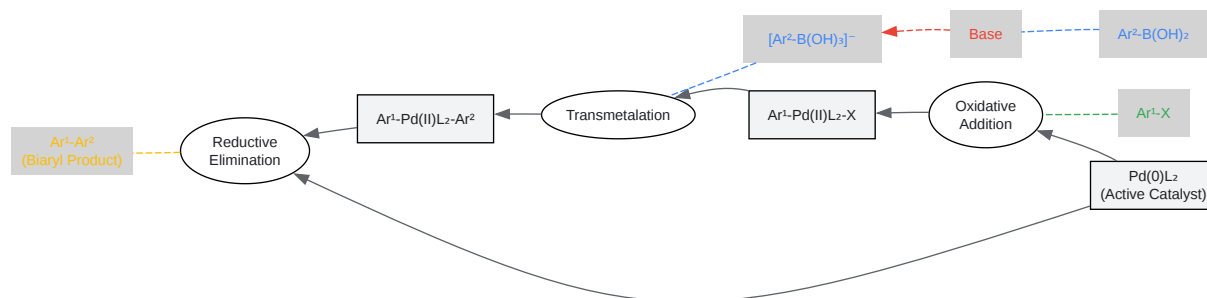 [Ar²-B(OH)₃]⁻
Base
Ar²-B(OH)₂
Ar¹-Pd(II)L₂-Ar²
Transmetalation
Ar¹-Pd(II)L₂-X
Oxidative
Addition
Ar¹-X
Ar¹-Ar²
(Biaryl Product)
Reductive
Elimination
Pd(0)L₂
(Active Catalyst)